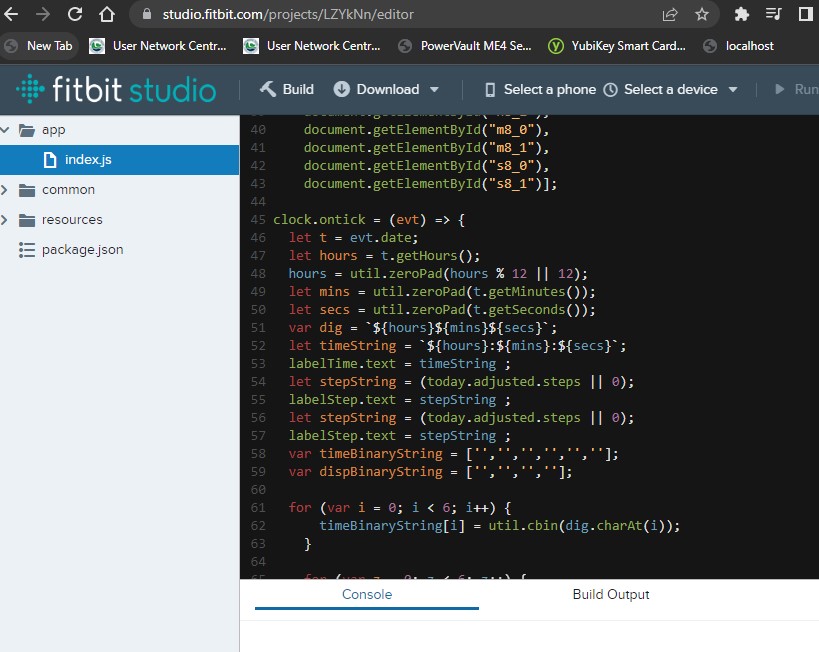 studio.fitbit.com/projects/LZYkNn/editor
New Tab
User Network Centr...
User Network Centr...
PowerVault ME4 Se...
YubiKey Smart Card...
localhost
fitbit studio
Build
Download
Select a phone
Select a device
Run
app
index.js
common
resources
package.json
40 document.getElementById("m8_0"),
41 document.getElementById("m8_1"),
42 document.getElementById("s8_0"),
43 document.getElementById("s8_1")];
44
45 clock.ontick = (evt) => {
46 let t = evt.date;
47 let hours = t.getHours();
48 hours = util.zeroPad(hours % 12 || 12);
49 let mins = util.zeroPad(t.getMinutes());
50 let secs = util.zeroPad(t.getSeconds());
51 var dig = `${hours}${mins}${secs}`;
52 let timeString = `${hours}:${mins}:${secs}`;
53 labelTime.text = timeString ;
54 let stepString = (today.adjusted.steps || 0);
55 labelStep.text = stepString ;
56 let stepString = (today.adjusted.steps || 0);
57 labelStep.text = stepString ;
58 var timeBinaryString = ['','','','','',''];
59 var dispBinaryString = ['','','',''];
60
61 for (var i = 0; i < 6; i++) {
62 timeBinaryString[i] = util.cbin(dig.charAt(i));
63 }
64
Console
Build Output